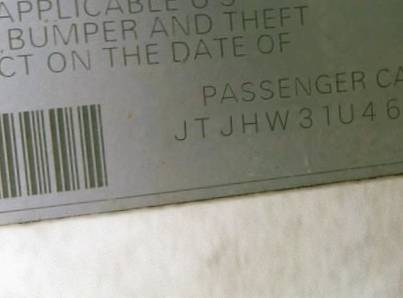 APPLICABLE U S
BUMPER AND THEFT
CT ON THE DATE OF
PASSENGER CA
JTJHW31U46